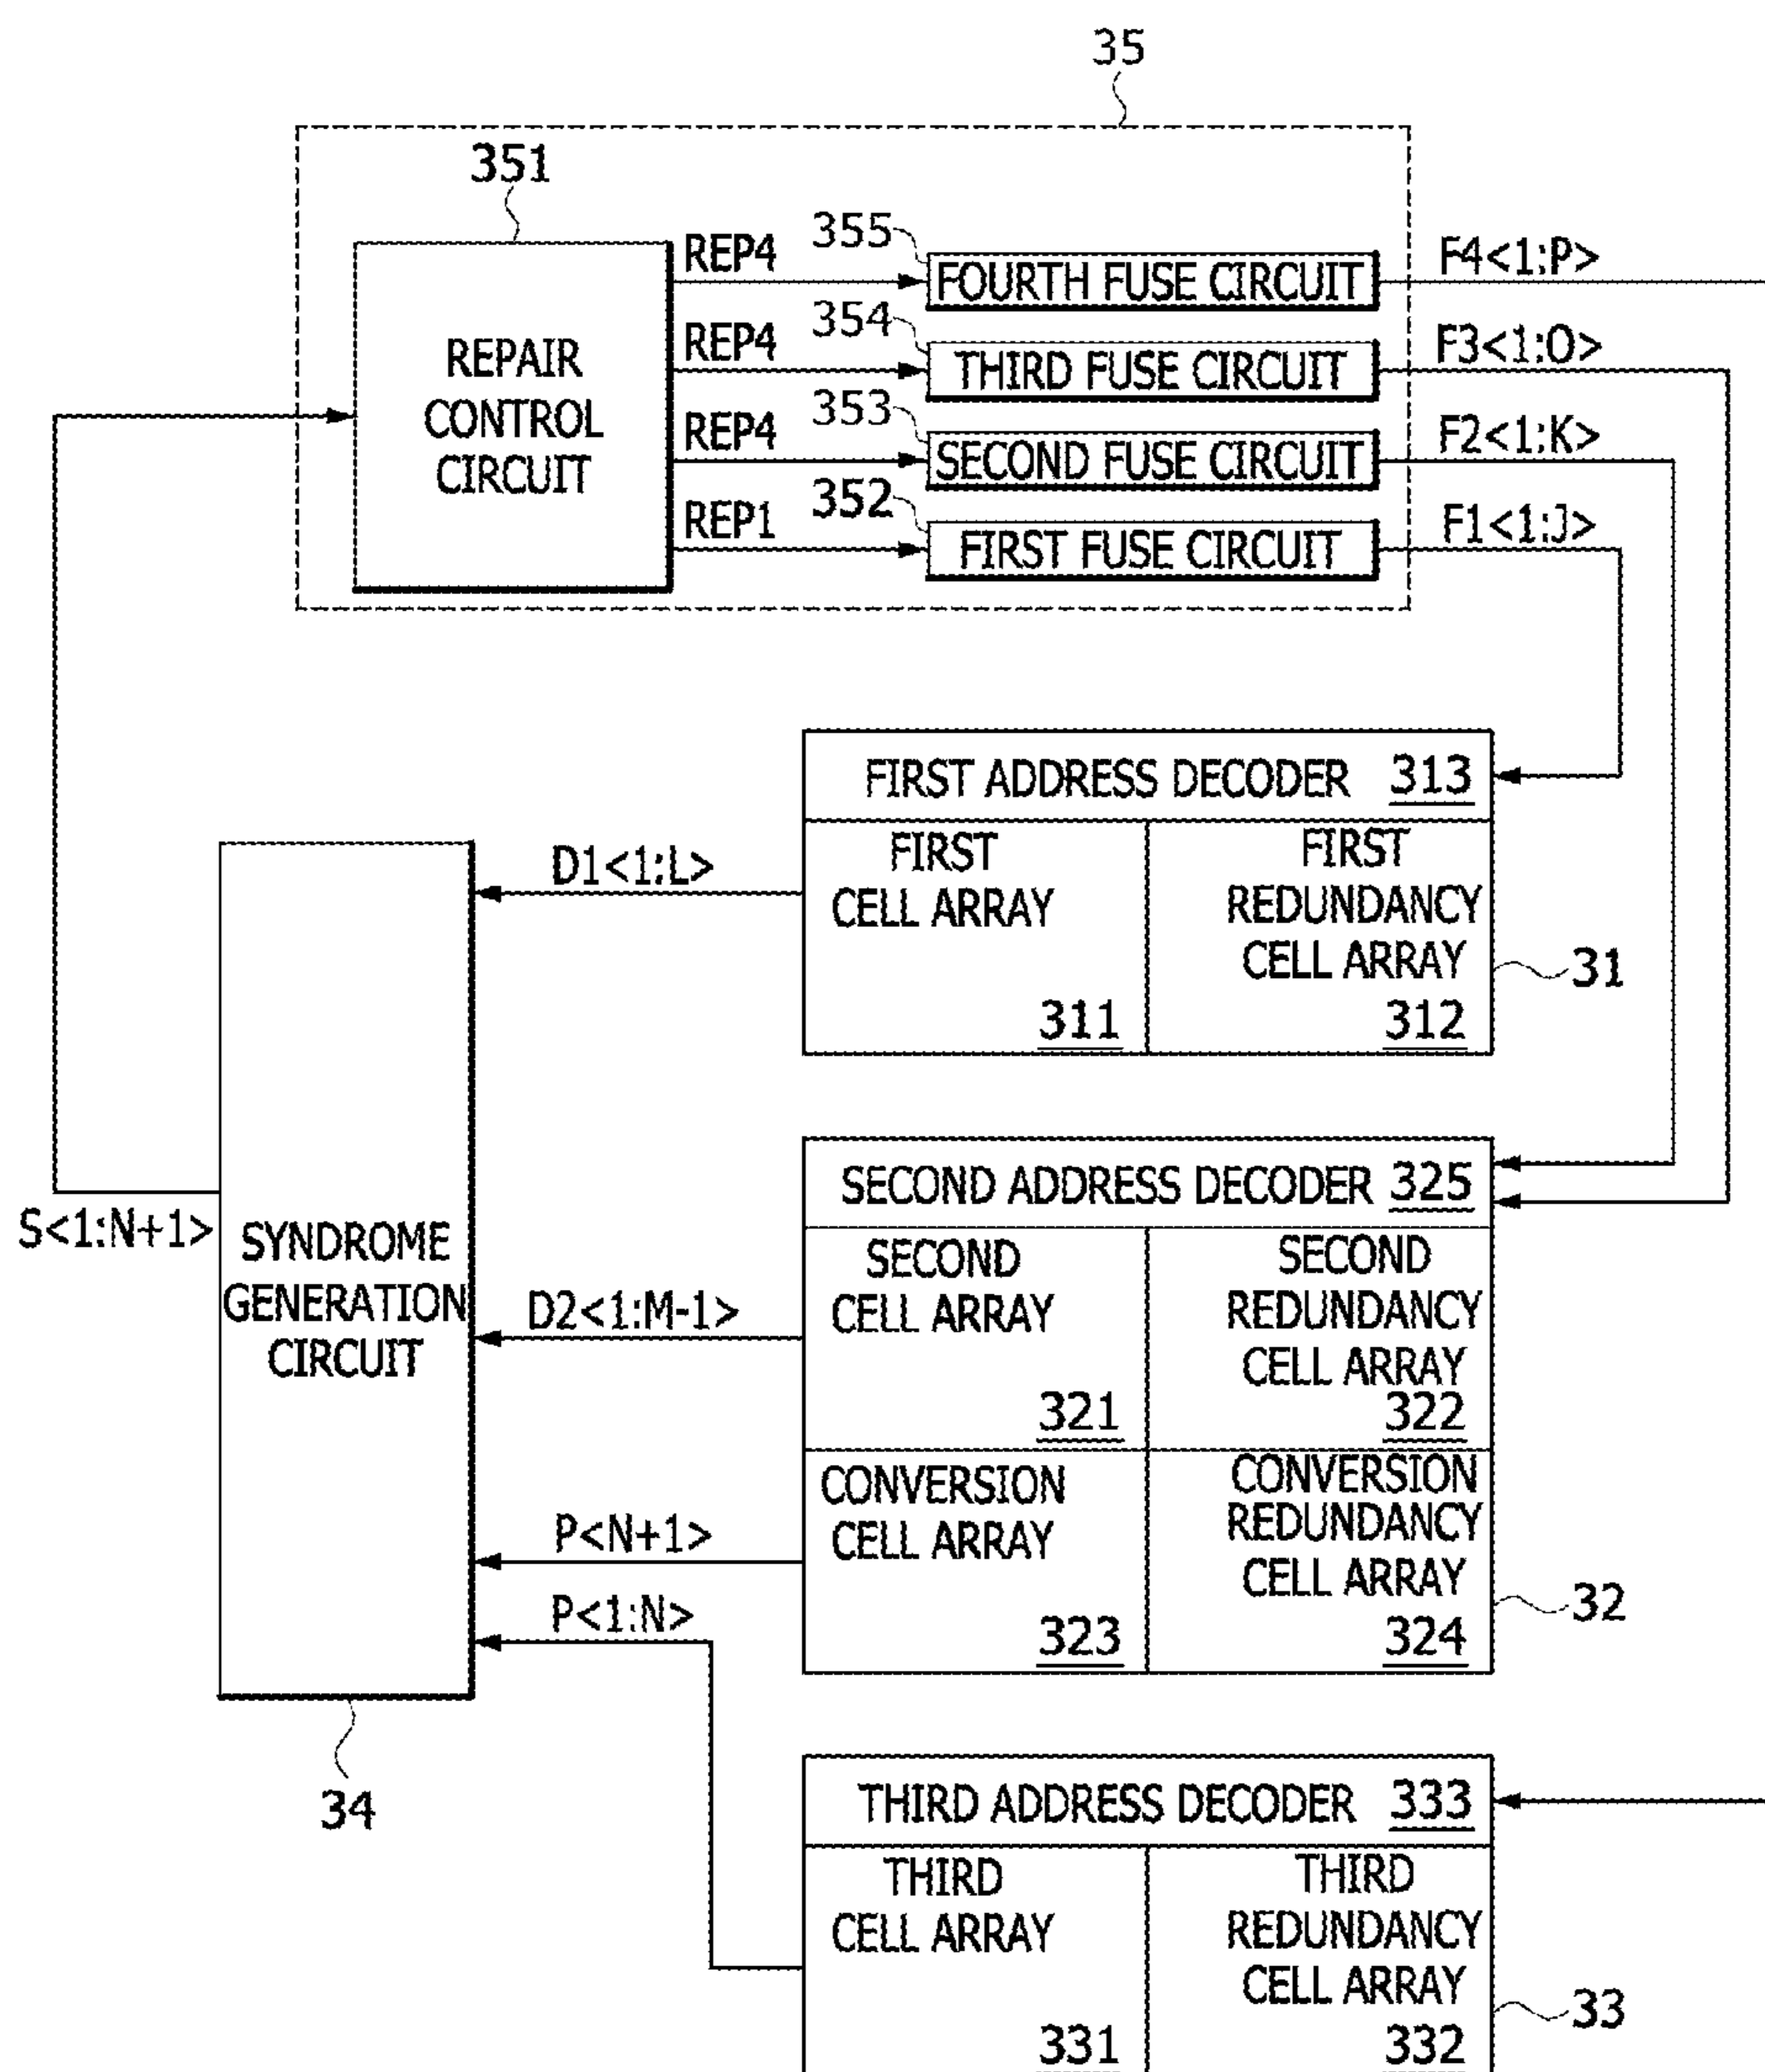 35
351
REPAIR
CONTROL
CIRCUIT
REP4
355
FOURTH FUSE CIRCUIT
F4<1:P>
REP4
354
THIRD FUSE CIRCUIT
F3<1:O>
REP4
353
SECOND FUSE CIRCUIT
F2<1:K>
REP1
352
FIRST FUSE CIRCUIT
F1<1:J>
FIRST ADDRESS DECODER 313
FIRST
CELL ARRAY
311
FIRST
REDUNDANCY
CELL ARRAY
312
31
D1<1:L>
SECOND ADDRESS DECODER 325
SECOND
CELL ARRAY
321
SECOND
REDUNDANCY
CELL ARRAY
322
S<1:N+1>
SYNDROME
GENERATION
CIRCUIT
34
D2<1:M-1>
CONVERSION
CELL ARRAY
323
CONVERSION
REDUNDANCY
CELL ARRAY
324
32
P<N+1>
P<1:N>
THIRD ADDRESS DECODER 333
THIRD
CELL ARRAY
331
THIRD
REDUNDANCY
CELL ARRAY
332
33